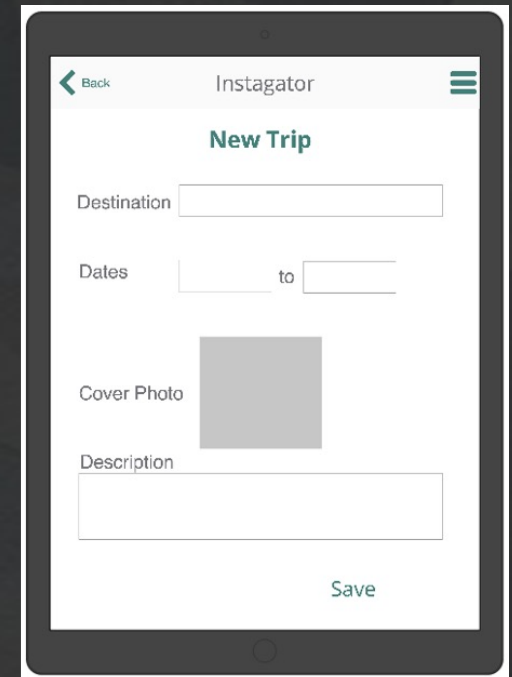 Back Instagator
New Trip
Destination
Dates to
Cover Photo
Description
Save